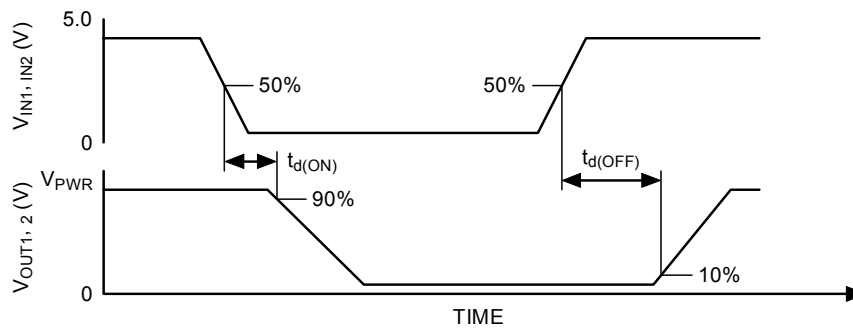 5.0
V_IN1, IN2 (V)
50%
50%
0
t_d(ON)
t_d(OFF)
V_PWR
V_OUT1, 2 (V)
90%
10%
0
TIME